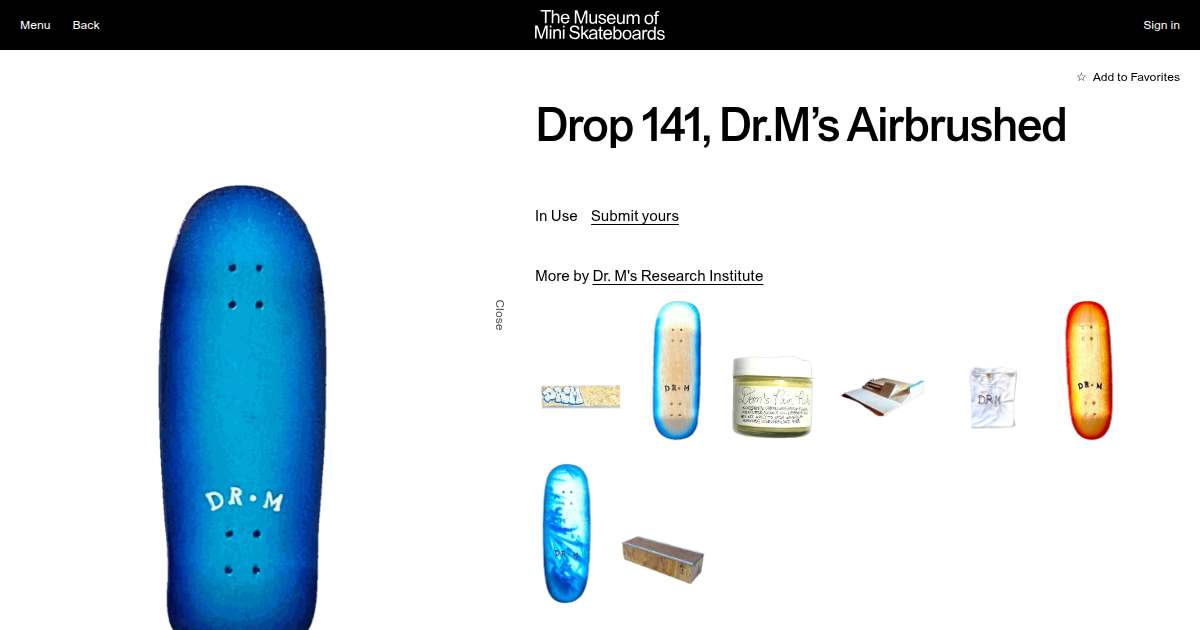 Menu
Back
The Museum of
Mini Skateboards
Sign in
☆ Add to Favorites
Drop 141, Dr.M’s Airbrushed
In Use Submit yours
More by Dr. M's Research Institute
Close
DR•M
DR•M
DR•M
DRM
DR•M